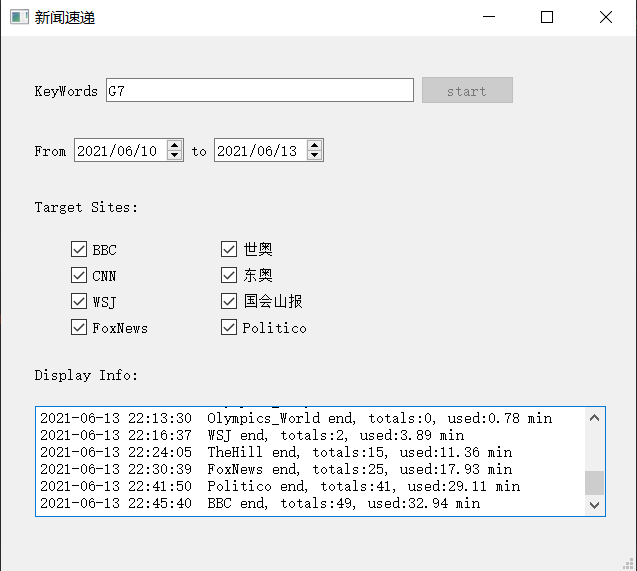 新闻速递
KeyWords G7 start
From 2021/06/10 to 2021/06/13
Target Sites:
BBC 世奥
CNN 东奥
WSJ 国会山报
FoxNews Politico
Display Info:
2021-06-13 22:13:30 Olympics_World end, totals:0, used:0.78 min
2021-06-13 22:16:37 WSJ end, totals:2, used:3.89 min
2021-06-13 22:24:05 TheHill end, totals:15, used:11.36 min
2021-06-13 22:30:39 FoxNews end, totals:25, used:17.93 min
2021-06-13 22:41:50 Politico end, totals:41, used:29.11 min
2021-06-13 22:45:40 BBC end, totals:49, used:32.94 min